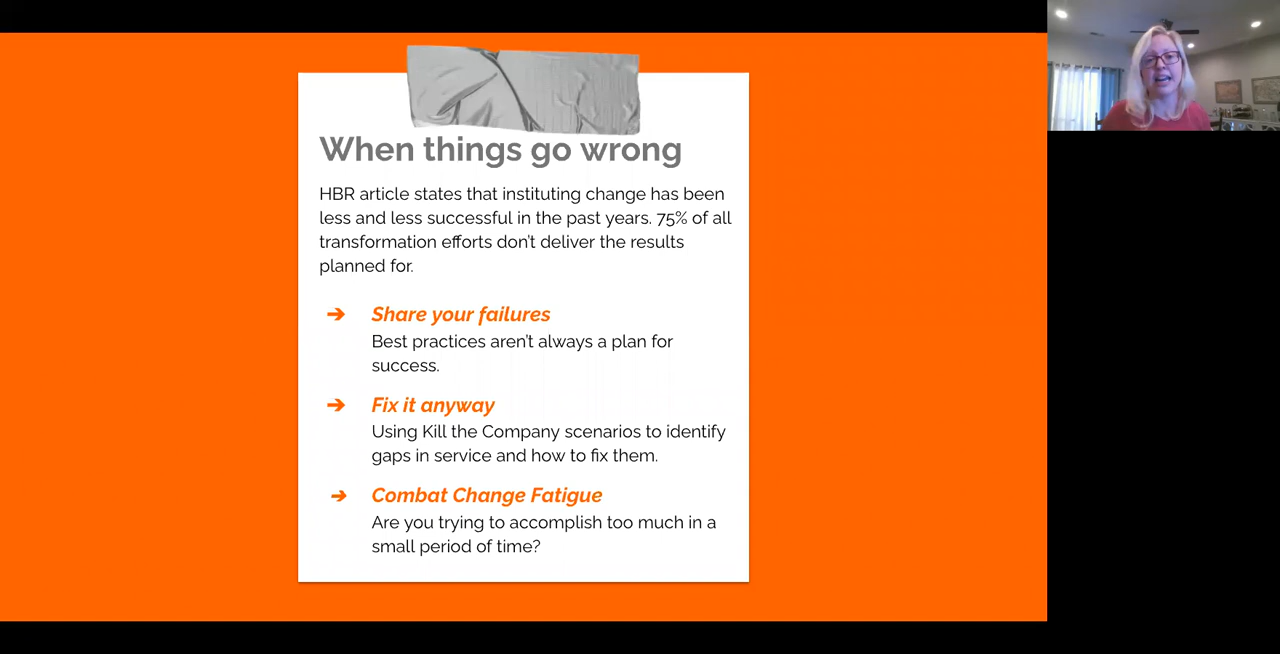 When things go wrong
HBR article states that instituting change has been
less and less successful in the past years. 75% of all
transformation efforts don't deliver the results
planned for.
➔ Share your failures
Best practices aren't always a plan for
success.
➔ Fix it anyway
Using Kill the Company scenarios to identify
gaps in service and how to fix them.
➔ Combat Change Fatigue
Are you trying to accomplish too much in a
small period of time?